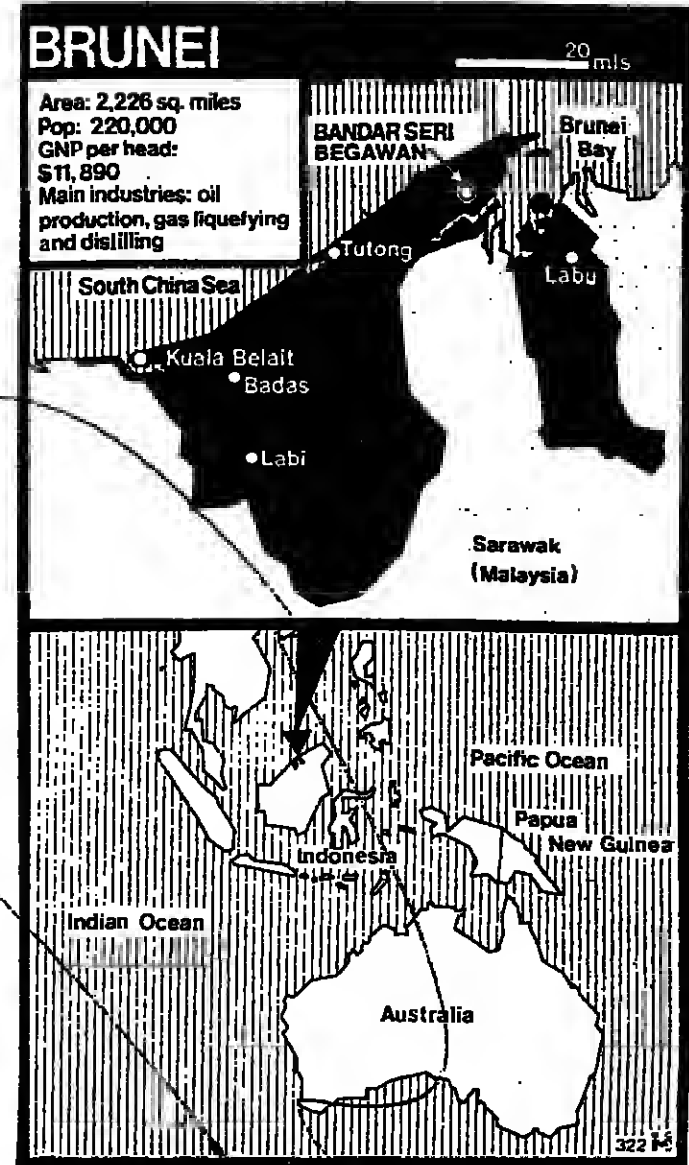 BRUNEI
20 mls
Area: 2,226 sq. miles
Pop: 220,000
GNP per head:
$11,890
Main industries: oil
production, gas liquefying
and distilling
BANDAR SERI
BEGAWAN
Brunei
Bay
Tutong
Labu
South China Sea
Kuala Belait
Badas
Labi
Sarawak
(Malaysia)
Pacific Ocean
Papua
New Guinea
Indonesia
Indian Ocean
Australia
322